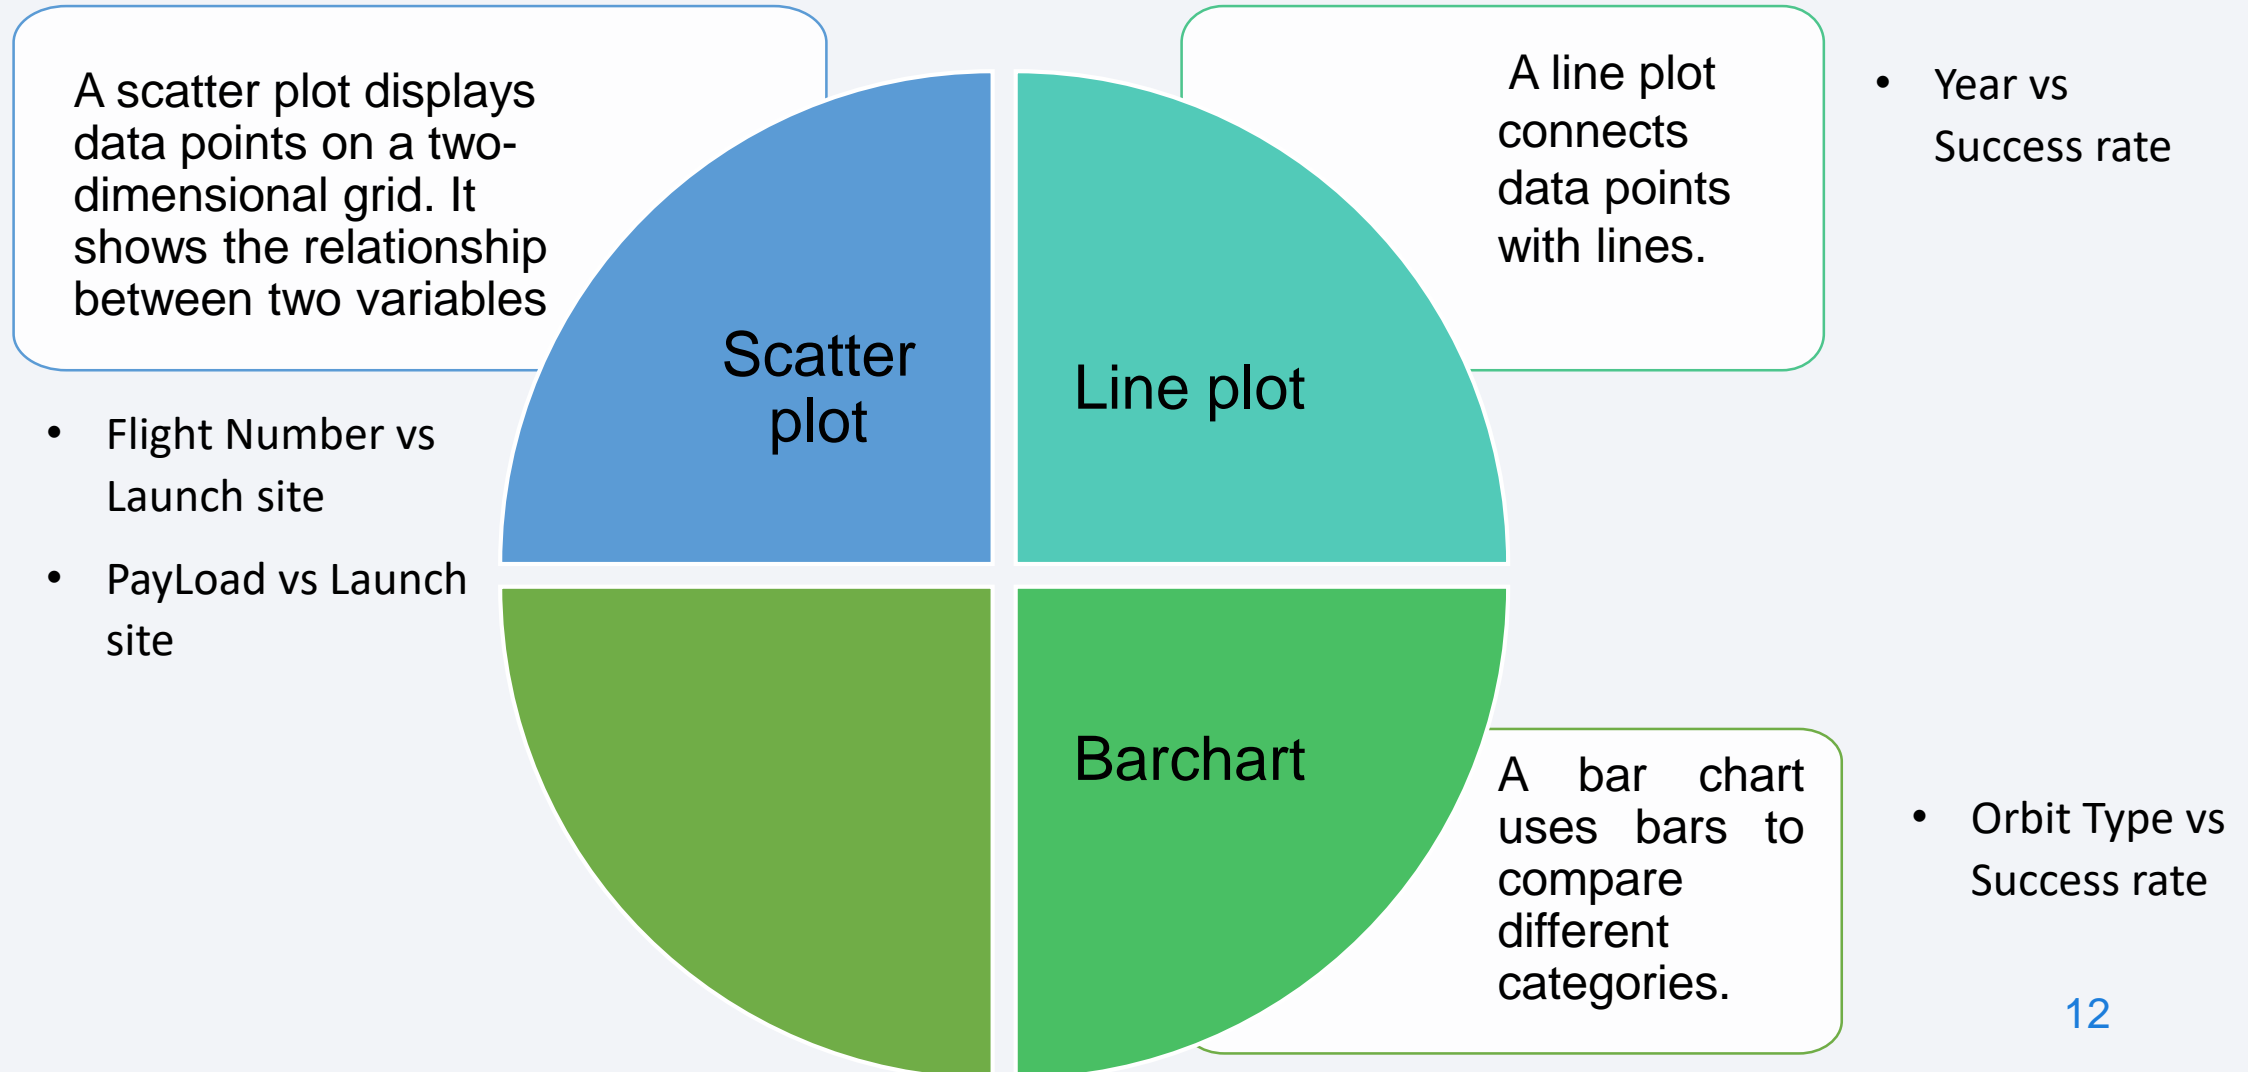 A scatter plot displays
data points on a two-
dimensional grid. It
shows the relationship
between two variables
• Flight Number vs
Launch site
• PayLoad vs Launch
site
Scatter
plot
Line plot
A line plot
connects
data points
with lines.
• Year vs
Success rate
Barchart
A bar chart
uses bars to
compare
different
categories.
• Orbit Type vs
Success rate
12